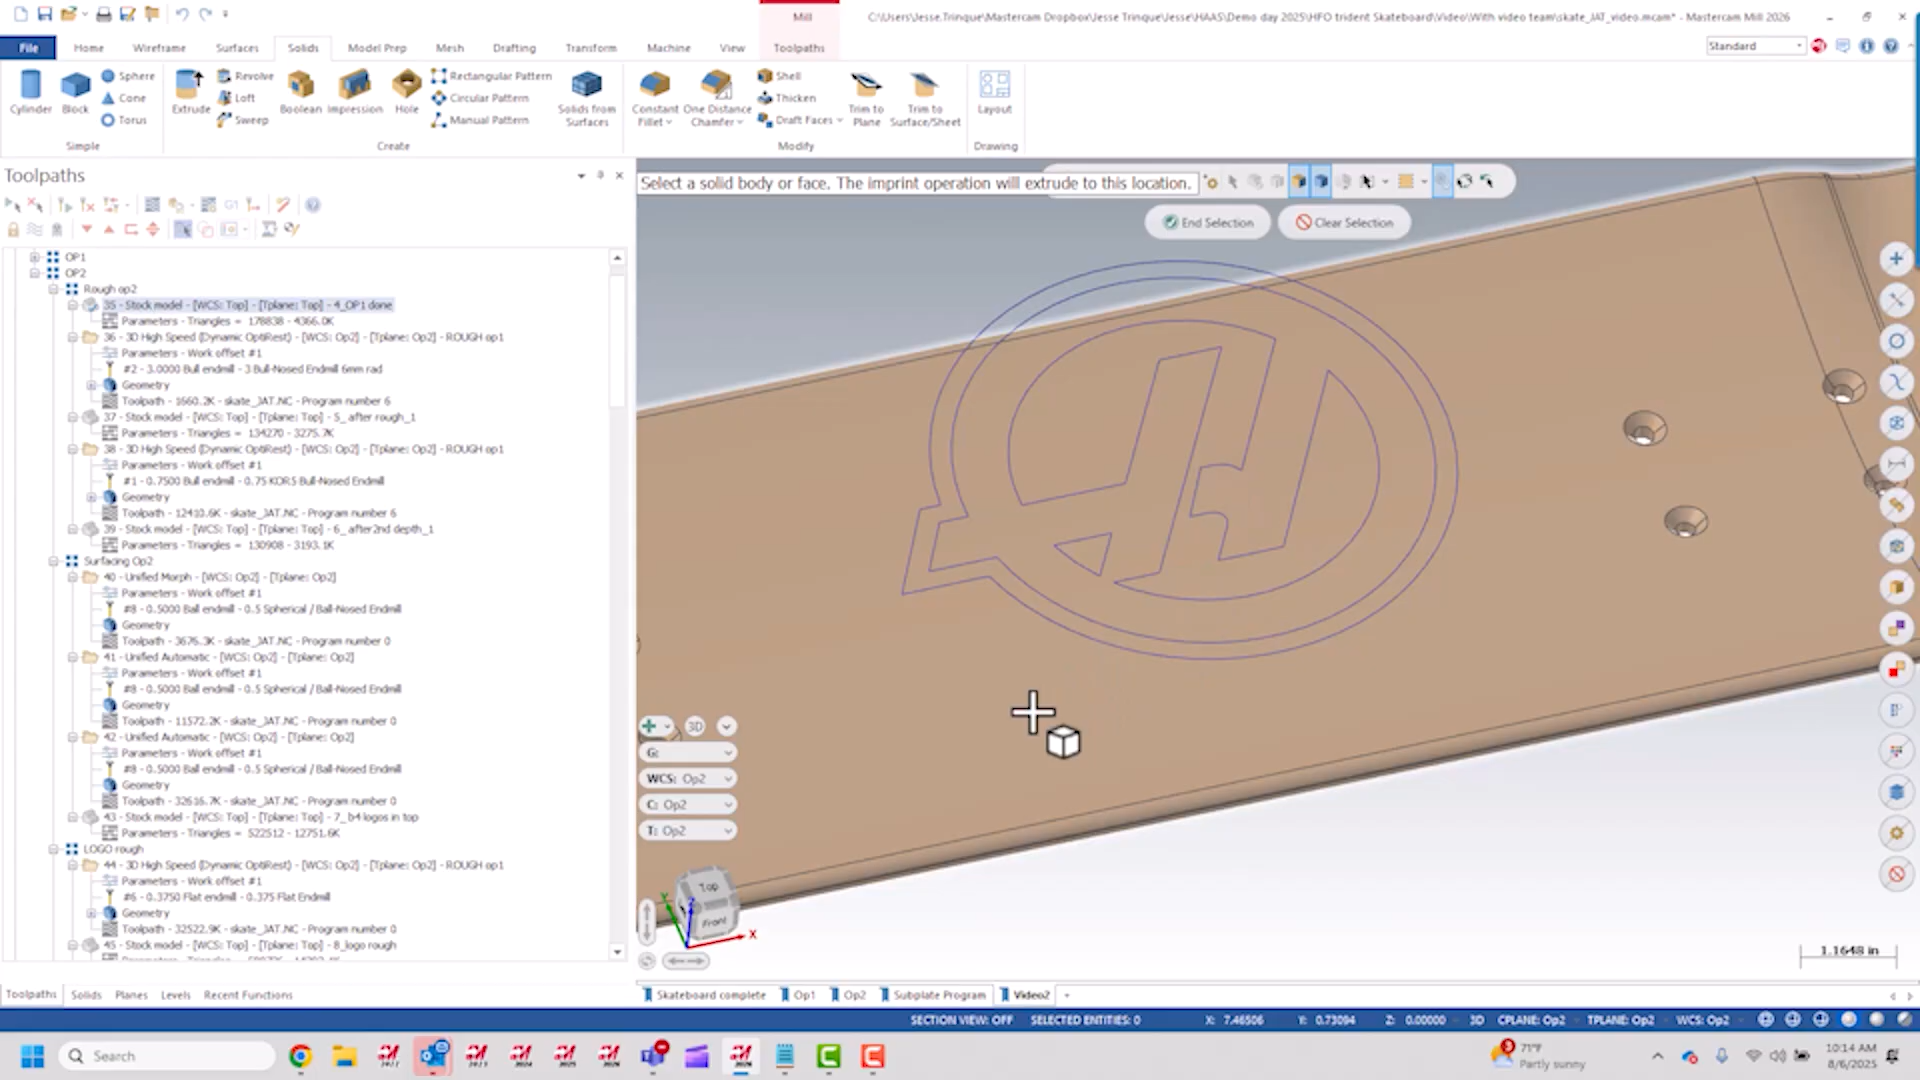 Mill
C:\Users\Jesse.Trinque\Mastercam Dropbox\Jesse Trinque\Jesse\HAAS\Demo day 2025\HFO trident Skateboard\Video\With video team\skate_JAT_video.mcam* - Mastercam Mill 2026
File Home Wireframe Surfaces Solids Model Prep Mesh Drafting Transform Machine View Toolpaths
Standard
Cylinder Block Sphere Cone Torus
Simple
Extrude Revolve Loft Sweep Boolean Impression Hole Rectangular Pattern Circular Pattern Manual Pattern Solids from Surfaces
Create
Constant Fillet One Distance Chamfer Shell Thicken Draft Faces Trim to Plane Trim to Surface/Sheet
Modify
Layout
Drawing
Toolpaths
Select a solid body or face. The imprint operation will extrude to this location.
End Selection
Clear Selection
G1
OP1
OP2
Rough op2
35 - Stock model - [WCS: Top] - [Tplane: Top] - 4_OP1 done
Parameters - Triangles = 178838 - 4366.0K
36 - 3D High Speed (Dynamic OptiRest) - [WCS: Op2] - [Tplane: Op2] - ROUGH op1
Parameters - Work offset #1
#2 - 3.0000 Bull endmill - 3 Bull-Nosed Endmill 6mm rad
Geometry
Toolpath - 1660.2K - skate_JAT.NC - Program number 6
37 - Stock model - [WCS: Top] - [Tplane: Top] - 5_ after rough_1
Parameters - Triangles = 134270 - 3275.7K
38 - 3D High Speed (Dynamic OptiRest) - [WCS: Op2] - [Tplane: Op2] - ROUGH op1
Parameters - Work offset #1
#1 - 0.7500 Bull endmill - 0.75 KOR5 Bull-Nosed Endmill
Geometry
Toolpath - 12410.6K - skate_JAT.NC - Program number 6
39 - Stock model - [WCS: Top] - [Tplane: Top] - 6_ after2nd depth_1
Parameters - Triangles = 130908 - 3193.1K
Surfacing Op2
40 - Unified Morph - [WCS: Op2] - [Tplane: Op2]
Parameters - Work offset #1
#8 - 0.5000 Ball endmill - 0.5 Spherical / Ball-Nosed Endmill
Geometry
Toolpath - 3676.3K - skate_JAT.NC - Program number 0
41 - Unified Automatic - [WCS: Op2] - [Tplane: Op2]
Parameters - Work offset #1
#8 - 0.5000 Ball endmill - 0.5 Spherical / Ball-Nosed Endmill
Geometry
Toolpath - 11572.2K - skate_JAT.NC - Program number 0
42 - Unified Automatic - [WCS: Op2] - [Tplane: Op2]
Parameters - Work offset #1
#8 - 0.5000 Ball endmill - 0.5 Spherical / Ball-Nosed Endmill
Geometry
Toolpath - 32616.7K - skate_JAT.NC - Program number 0
43 - Stock model - [WCS: Top] - [Tplane: Top] - 7_b4 logos in top
Parameters - Triangles = 522512 - 12751.6K
LOGO rough
44 - 3D High Speed (Dynamic OptiRest) - [WCS: Op2] - [Tplane: Op2] - ROUGH op1
Parameters - Work offset #1
#6 - 0.3750 Flat endmill - 0.375 Flat Endmill
Geometry
Toolpath - 32522.9K - skate_JAT.NC - Program number 0
45 - Stock model - [WCS: Top] - [Tplane: Top] - 8_logo rough
3D
G:
WCS: Op2
C: Op2
T: Op2
Top
Front
Y Z X
1.1648 in
Toolpaths Solids Planes Levels Recent Functions
Skateboard complete Op1 Op2 Subplate Program Video2 +
SECTION VIEW: OFF SELECTED ENTITIES: 0 X: 7.46506 Y: 0.73094 Z: 0.00000 3D CPLANE: Op2 TPLANE: Op2 WCS: Op2
Search
3
71°F
Partly sunny
10:14 AM
8/6/2025